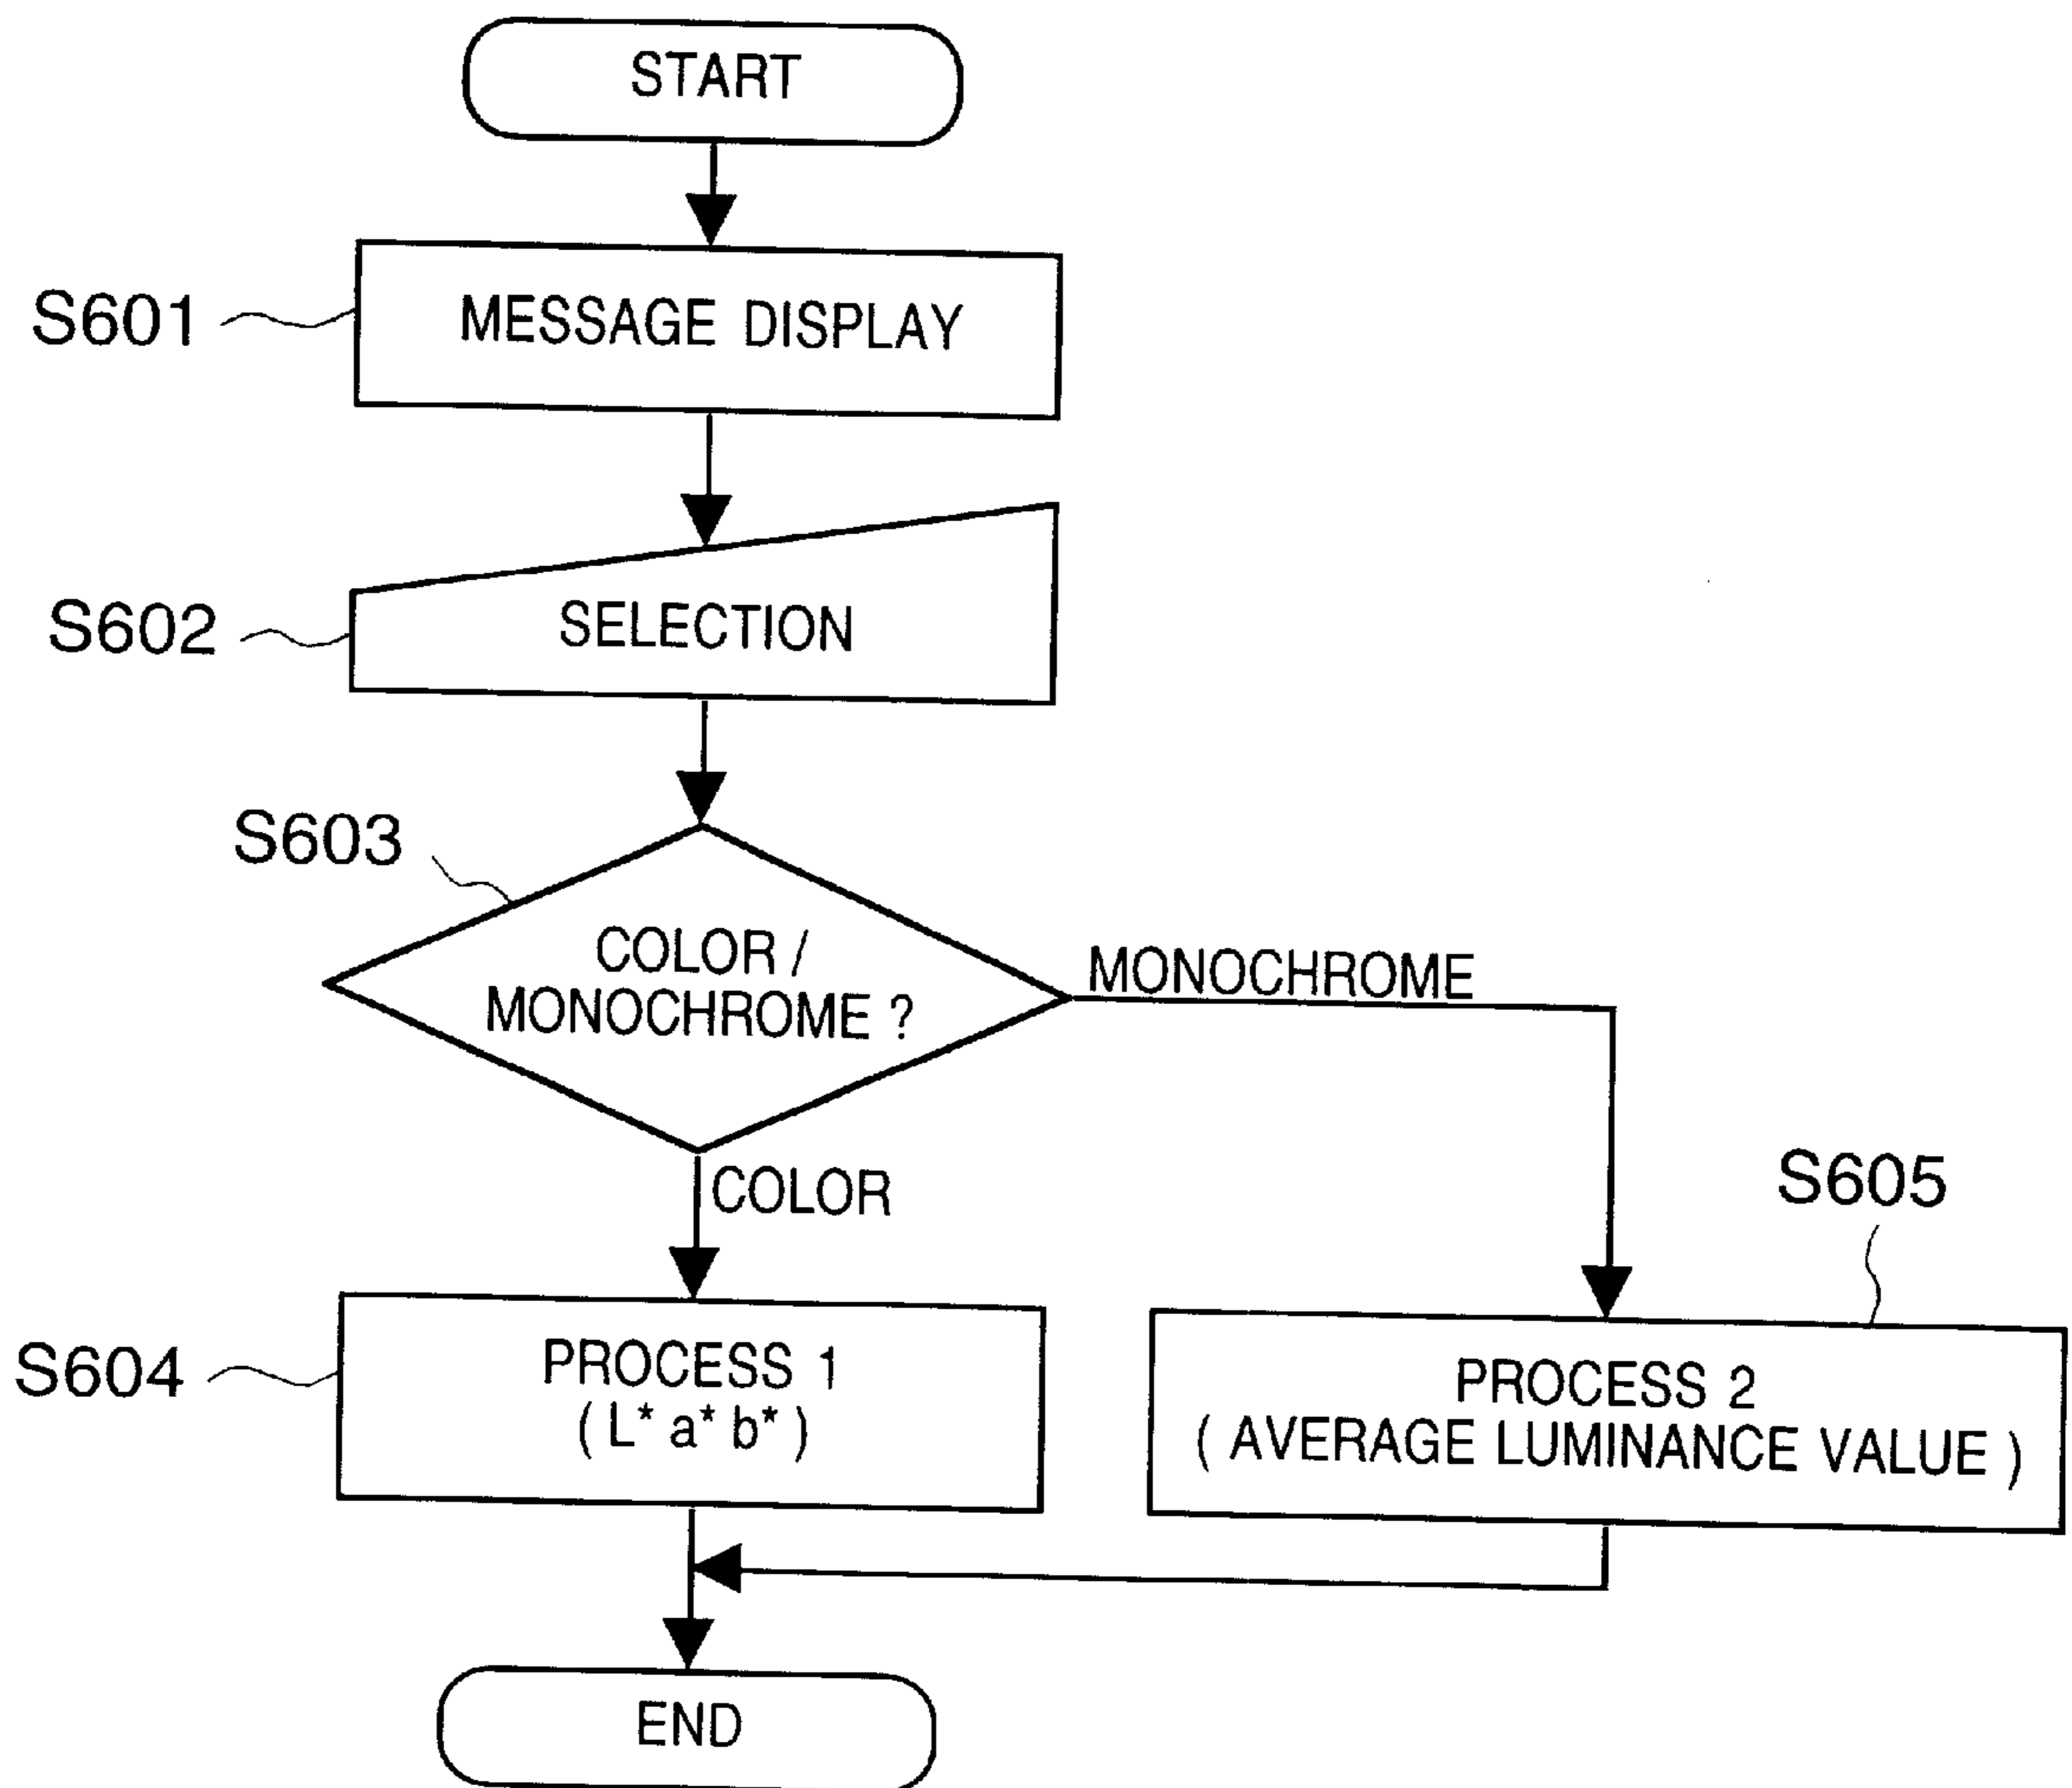 START
S601
MESSAGE DISPLAY
S602
SELECTION
S603
COLOR /
MONOCHROME ?
MONOCHROME
COLOR
S605
S604
PROCESS 1
( L* a* b* )
PROCESS 2
( AVERAGE LUMINANCE VALUE )
END